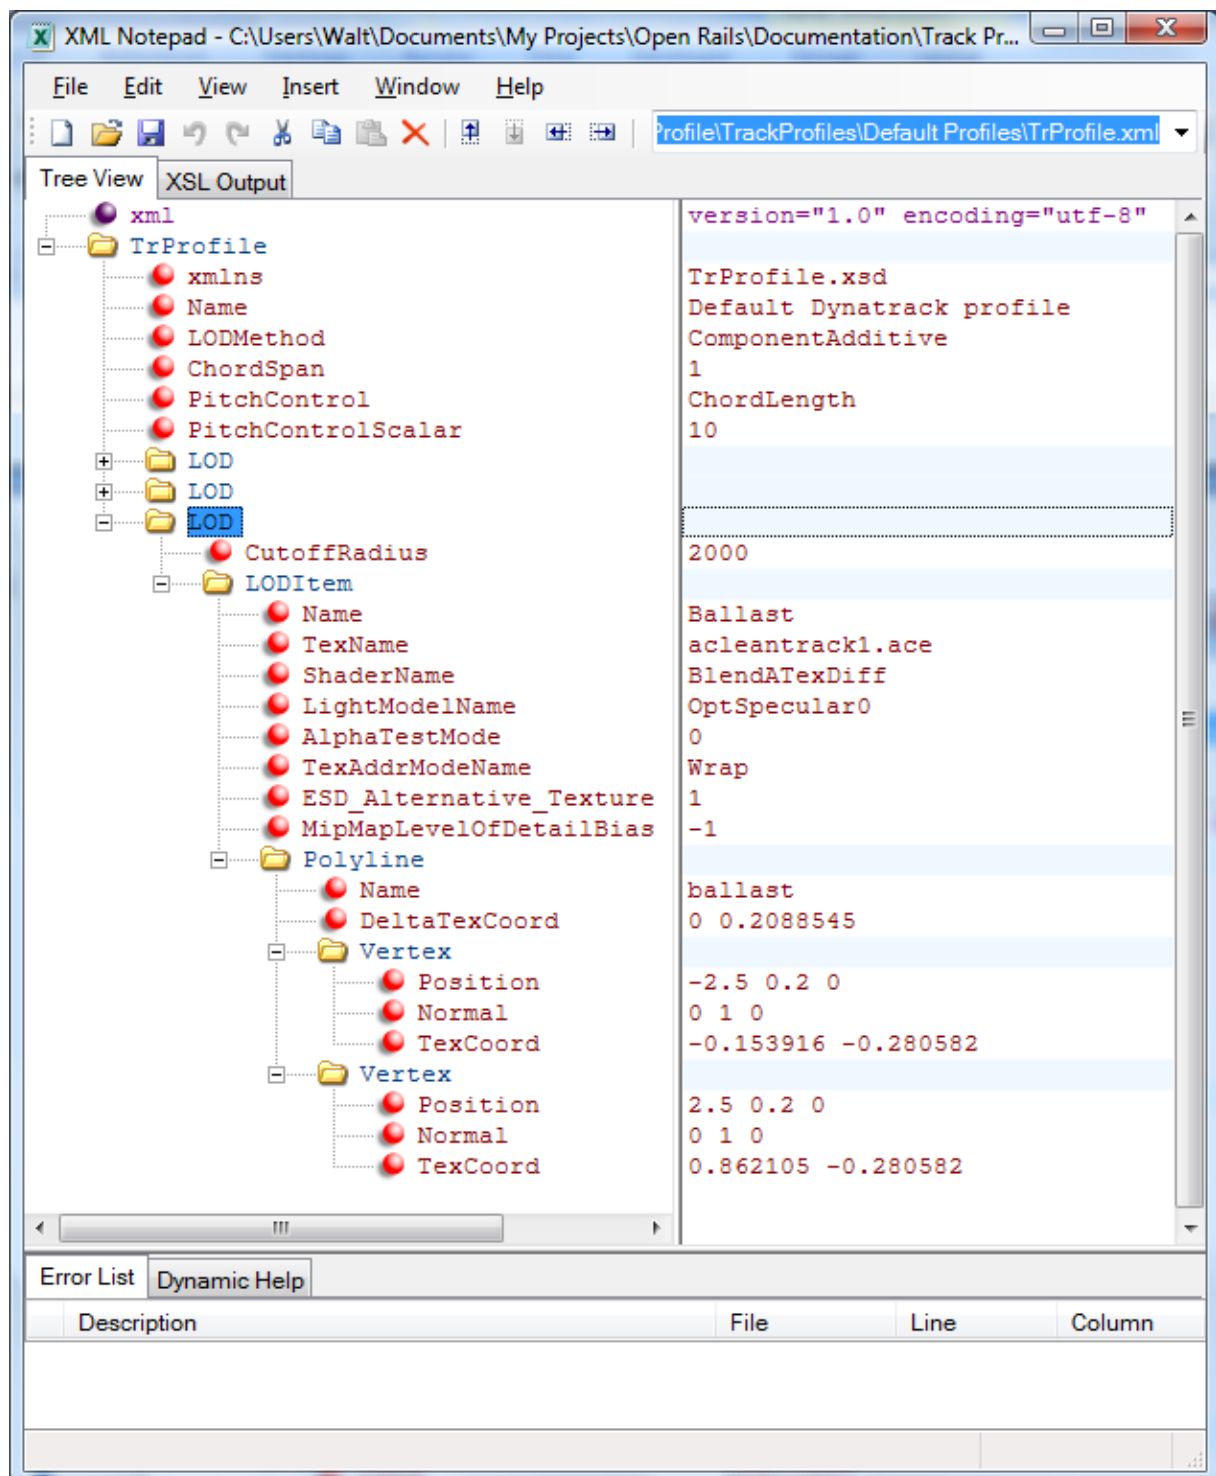 XML Notepad - C:\Users\Walt\Documents\My Projects\Open Rails\Documentation\Track Pr...
File Edit View Insert Window Help
Profile\TrackProfiles\Default Profiles\TrProfile.xml
Tree View XSL Output
xml version="1.0" encoding="utf-8"
TrProfile
xmlns TrProfile.xsd
Name Default Dynatrack profile
LODMethod ComponentAdditive
ChordSpan 1
PitchControl ChordLength
PitchControlScalar 10
LOD
LOD
LOD
CutoffRadius 2000
LODItem
Name Ballast
TexName acleantrack1.ace
ShaderName BlendATexDiff
LightModelName OptSpecular0
AlphaTestMode 0
TexAddrModeName Wrap
ESD_Alternative_Texture 1
MipMapLevelOfDetailBias -1
Polyline
Name ballast
DeltaTexCoord 0 0.2088545
Vertex
Position -2.5 0.2 0
Normal 0 1 0
TexCoord -0.153916 -0.280582
Vertex
Position 2.5 0.2 0
Normal 0 1 0
TexCoord 0.862105 -0.280582
Error List Dynamic Help
Description File Line Column